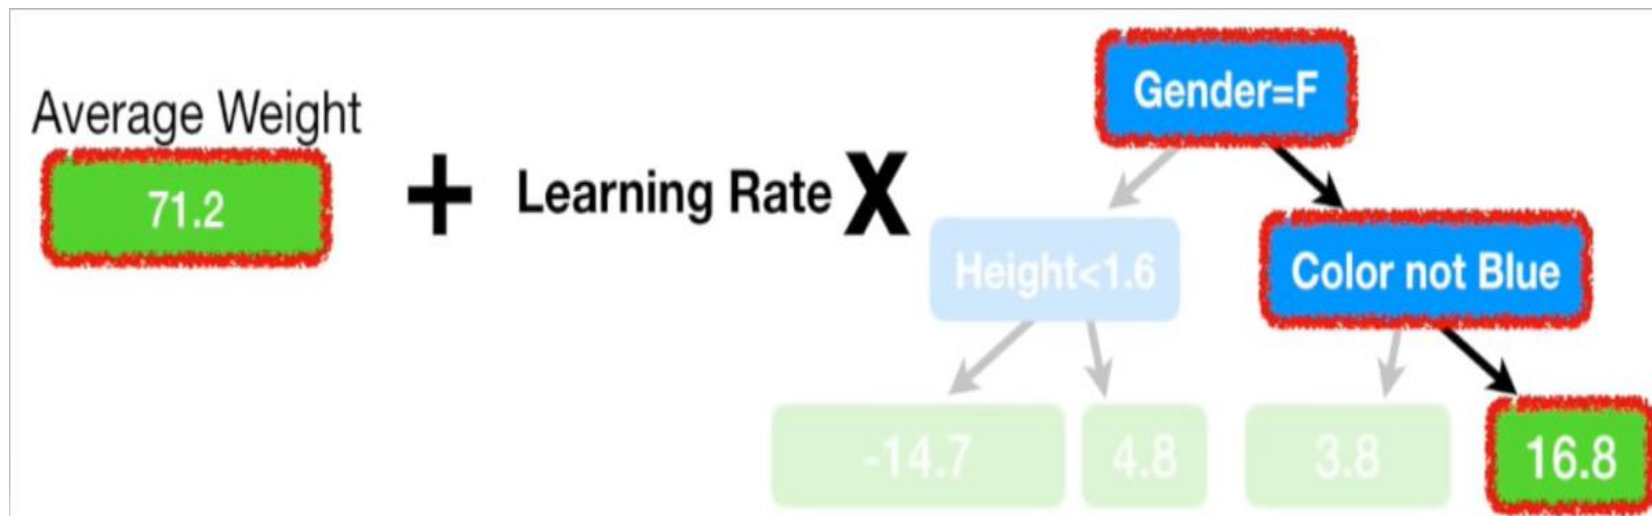 Average Weight
71.2
+
Learning Rate
X
Gender=F
Height<1.6
Color not Blue
-14.7
4.8
3.8
16.8